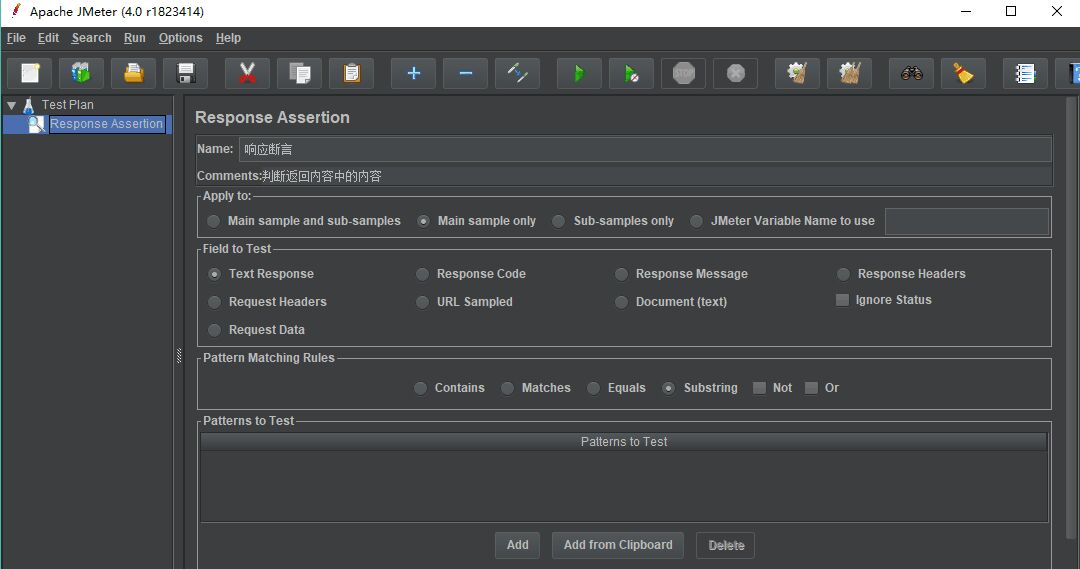 Apache JMeter (4.0 r1823414)
File Edit Search Run Options Help
STOP
Test Plan
Response Assertion
Response Assertion
Name: 响应断言
Comments:判断返回内容中的内容
Apply to:
Main sample and sub-samples Main sample only Sub-samples only JMeter Variable Name to use
Field to Test
Text Response Response Code Response Message Response Headers
Request Headers URL Sampled Document (text) Ignore Status
Request Data
Pattern Matching Rules
Contains Matches Equals Substring Not Or
Patterns to Test
Patterns to Test
Add Add from Clipboard Delete